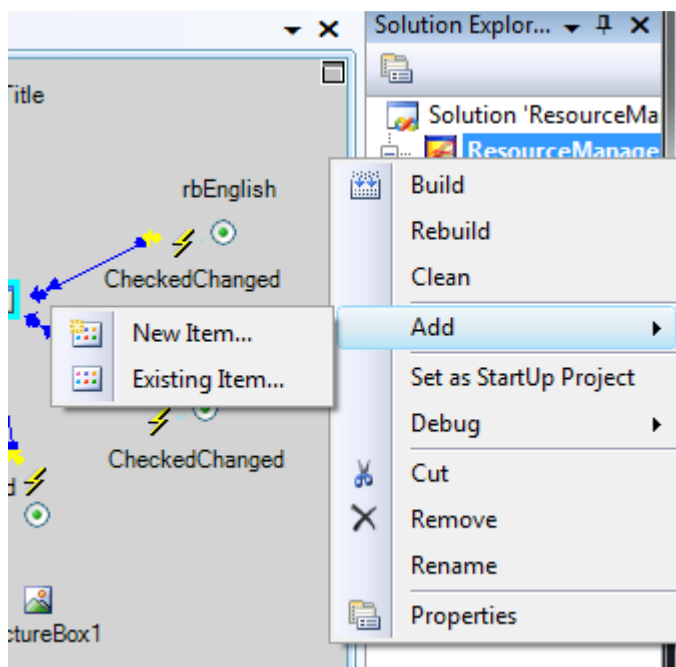 Solution Explor...
Title
Solution 'ResourceMa
ResourceManage
rbEnglish
CheckedChanged
Build
Rebuild
Clean
Add
New Item...
Existing Item...
Set as StartUp Project
Debug
CheckedChanged
Cut
Remove
Rename
Properties
ctureBox1